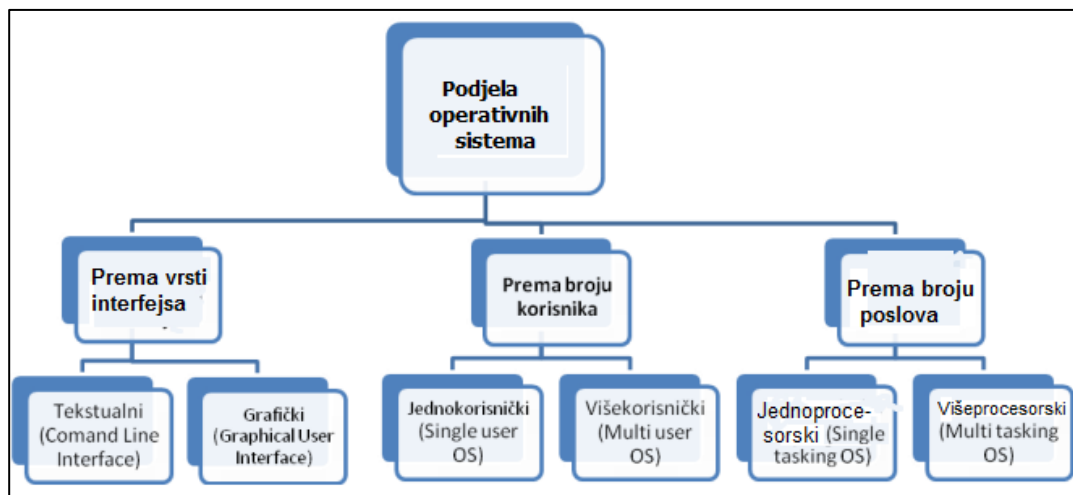 Podjela
operativnih
sistema
Prema vrsti
interfejsa
Prema broju
korisnika
Prema broju
poslova
Tekstualni
(Comand Line
Interface)
Grafički
(Graphical User
Interface)
Jednokorisnički
(Single user
OS)
Višekorisnički
(Multi user
OS)
Jednoproce-
sorski (Single
tasking OS)
Višeprocesorski
(Multi tasking
OS)